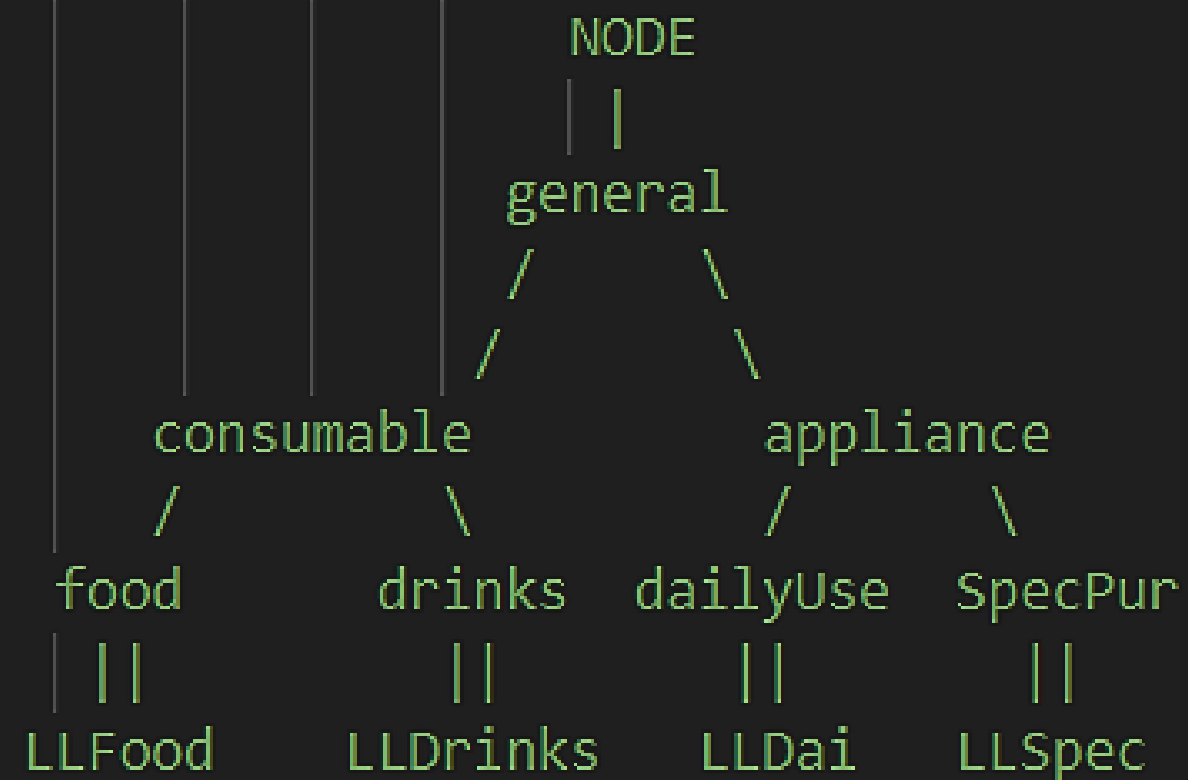 NODE
|
general
/ \
/ \
consumable appliance
/ \ / \
food drinks dailyUse SpecPur
|| || || ||
LLFood LLDrinks LLDai LLSpec